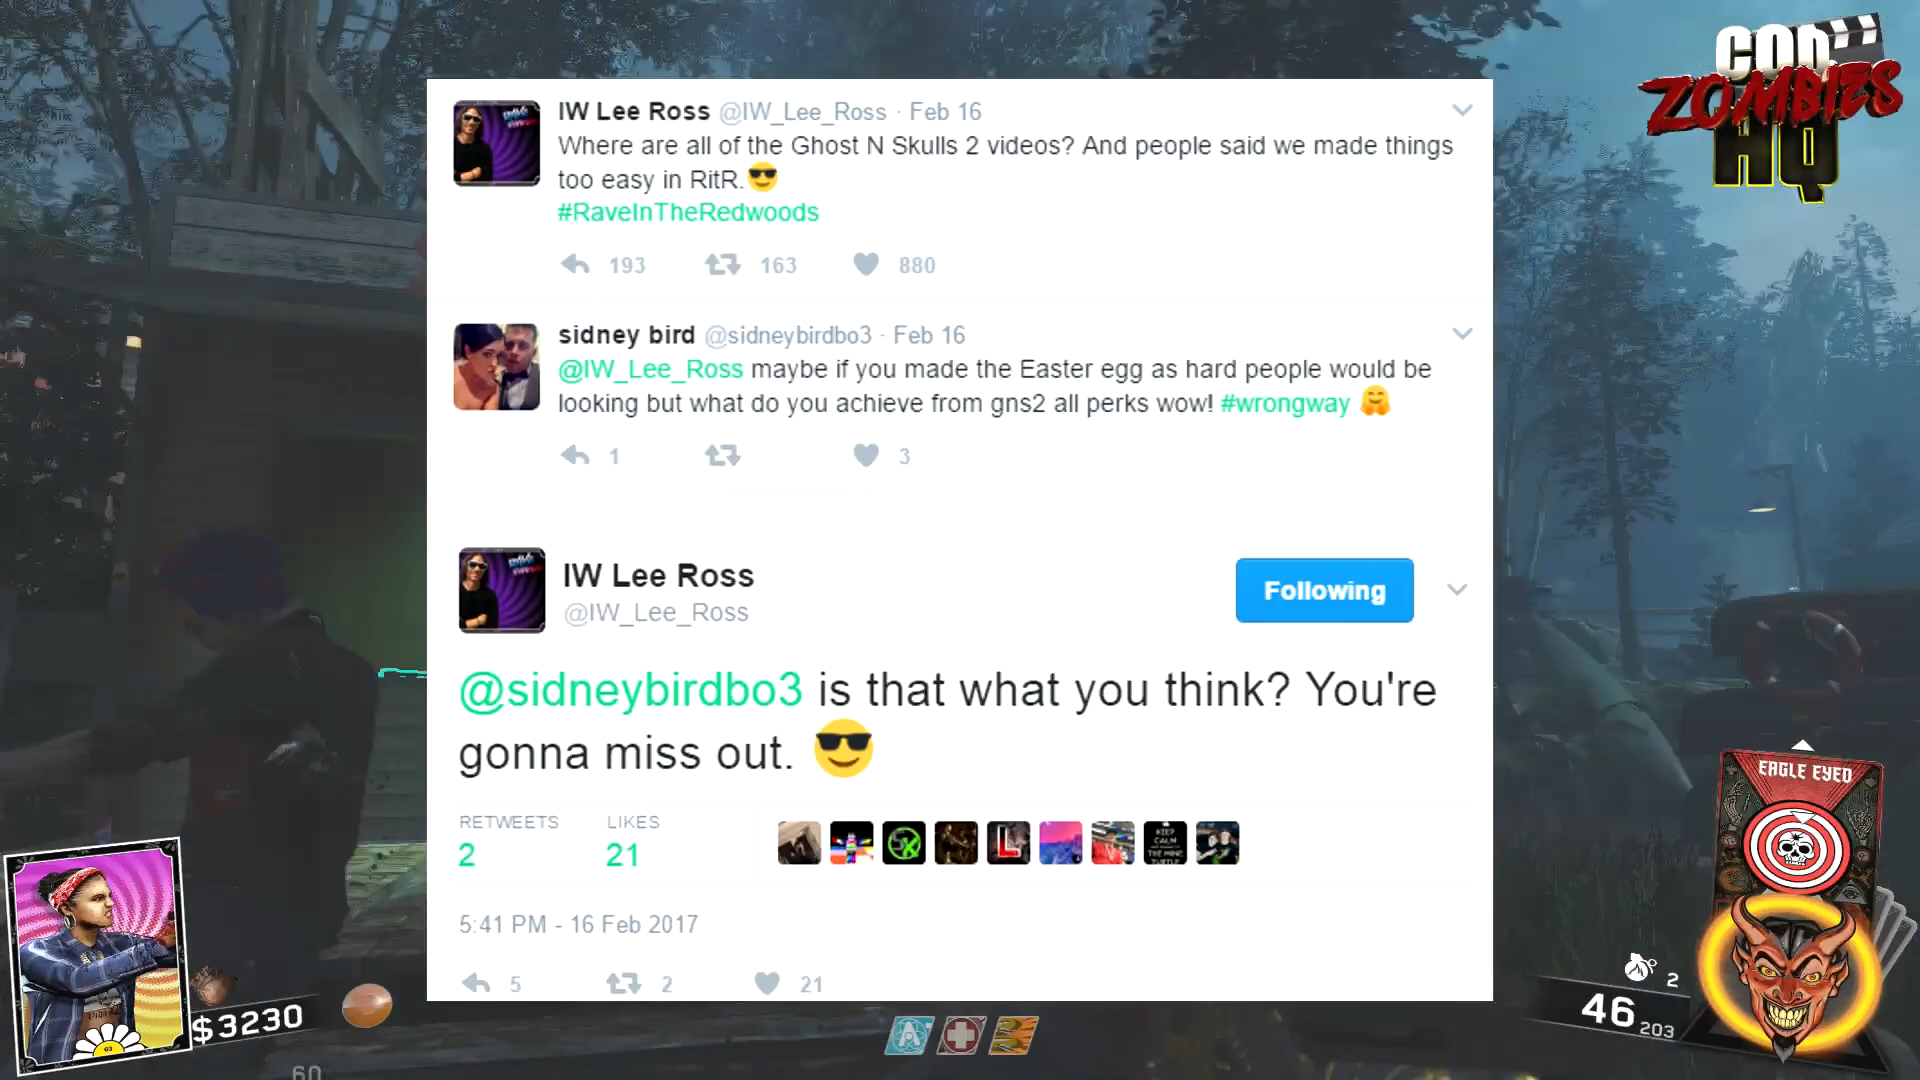 COD
ZOMBIES
HQ
IW Lee Ross @IW_Lee_Ross · Feb 16
Where are all of the Ghost N Skulls 2 videos? And people said we made things
too easy in RitR.😎
#RaveInTheRedwoods
193 163 880
sidney bird @sidneybirdbo3 · Feb 16
@IW_Lee_Ross maybe if you made the Easter egg as hard people would be
looking but what do you achieve from gns2 all perks wow! #wrongway 🤗
1 3
IW Lee Ross
@IW_Lee_Ross
Following
@sidneybirdbo3 is that what you think? You're
gonna miss out. 😎
RETWEETS LIKES
2 21
L
KEEP
CALM
5:41 PM - 16 Feb 2017
5 2 21
EAGLE EYED
2
46 203
$3230
60